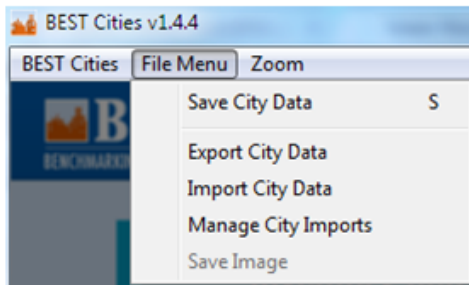 BEST Cities v1.4.4
BEST Cities File Menu Zoom
Save City Data S
Export City Data
Import City Data
Manage City Imports
Save Image
B